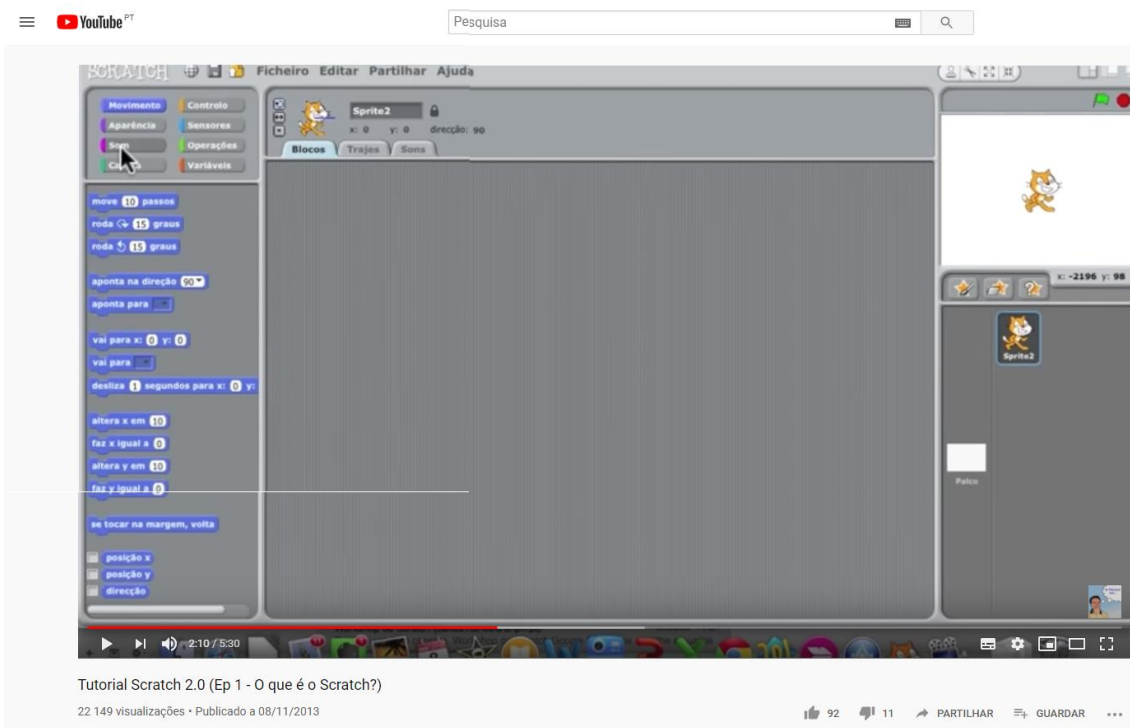 YouTube PT
Pesquisa
SCRATCH Ficheiro Editar Partilhar Ajuda
Movimento Controlo
Aparência Sensores
Som Operações
Variáveis
Sprite2
x: 0 y: 0 direcção: 90
Blocos Trajes Sons
move 10 passos
roda 15 graus
roda 15 graus
aponta na direção 90
aponta para
vai para x: 0 y: 0
vai para
desliza 1 segundos para x: 0 y:
altera x em 10
faz x igual a 0
altera y em 10
faz y igual a 0
se tocar na margem, volta
posição x
posição y
direcção
x: -2196 y: 98
Sprite2
Palco
2:10 / 5:30
Tutorial Scratch 2.0 (Ep 1 - O que é o Scratch?)
22 149 visualizações • Publicado a 08/11/2013
92 11 PARTILHAR GUARDAR